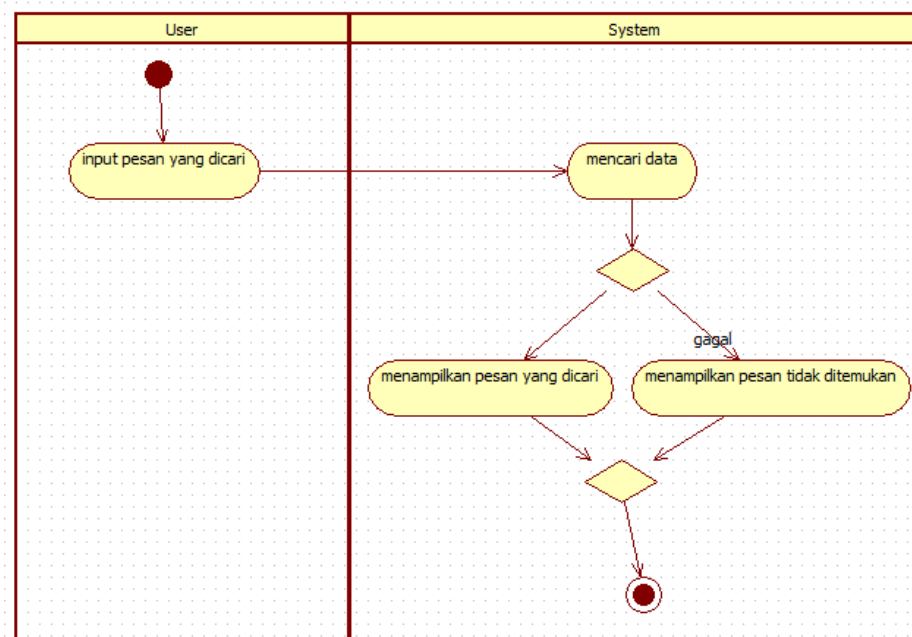 User
System
input pesan yang dicari
mencari data
gagal
menampilkan pesan yang dicari
menampilkan pesan tidak ditemukan